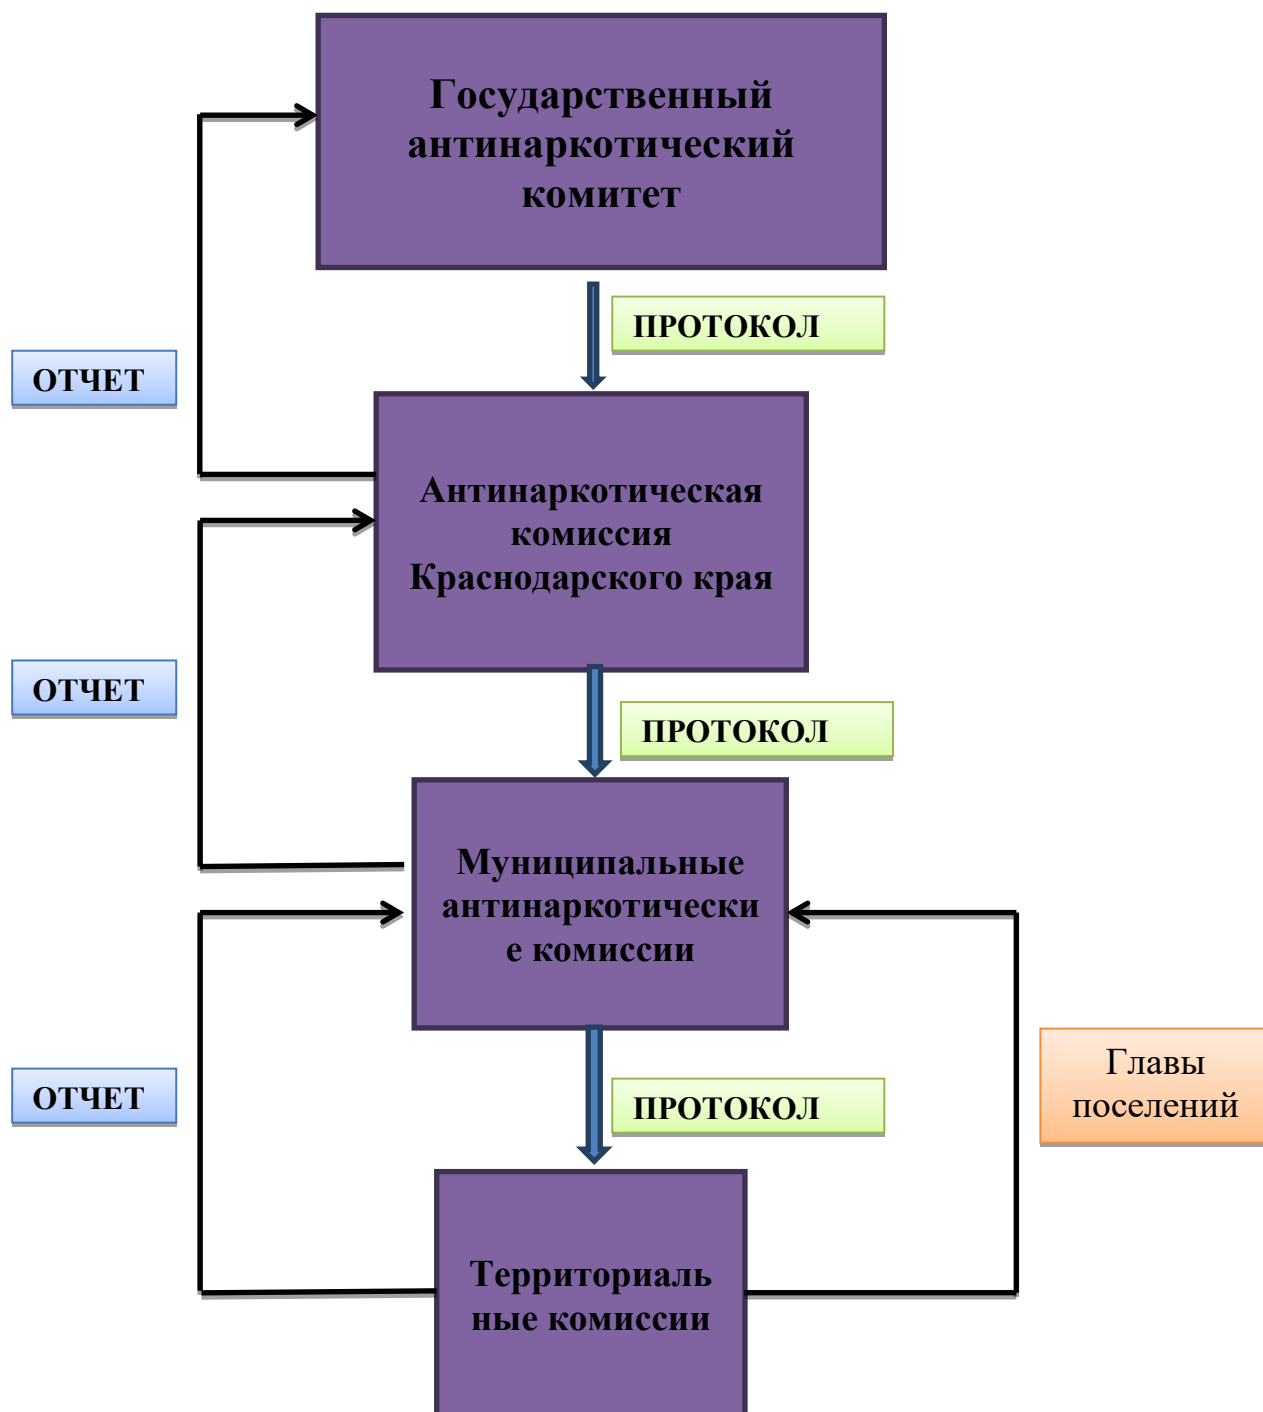 Государственный
антинаркотический
комитет
ПРОТОКОЛ
ОТЧЕТ
Антинаркотическая
комиссия
Краснодарского края
ОТЧЕТ
ПРОТОКОЛ
Муниципальные
антинаркотически
е комиссии
Главы
поселений
ОТЧЕТ
ПРОТОКОЛ
Территориаль
ные комиссии